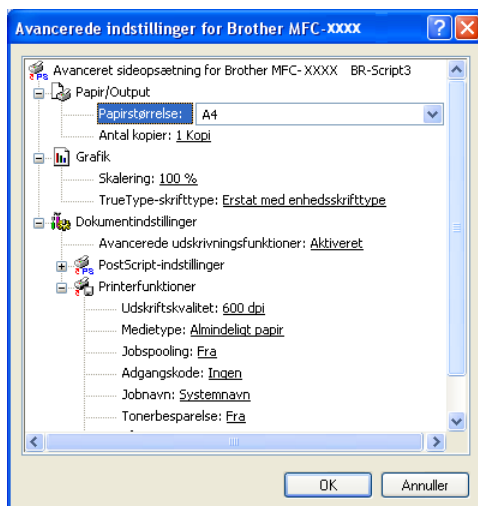 Avancerede indstillinger for Brother MFC-XXXX
Avanceret sideopsætning for Brother MFC-XXXX BR-Script3
Papir/Output
Papirstørrelse: A4
Antal kopier: 1 Kopi
Grafik
Skalering: 100 %
TrueType-skrifttype: Erstat med enhedsskrifttype
Dokumentindstillinger
Avancerede udskrivningsfunktioner: Aktiveret
PostScript-indstillinger
Printerfunktioner
Udskriftskvalitet: 600 dpi
Medietype: Almindeligt papir
Jobspooling: Fra
Adgangskode: Ingen
Jobnavn: Systemnavn
Tonerbesparelse: Fra
OK Annuller